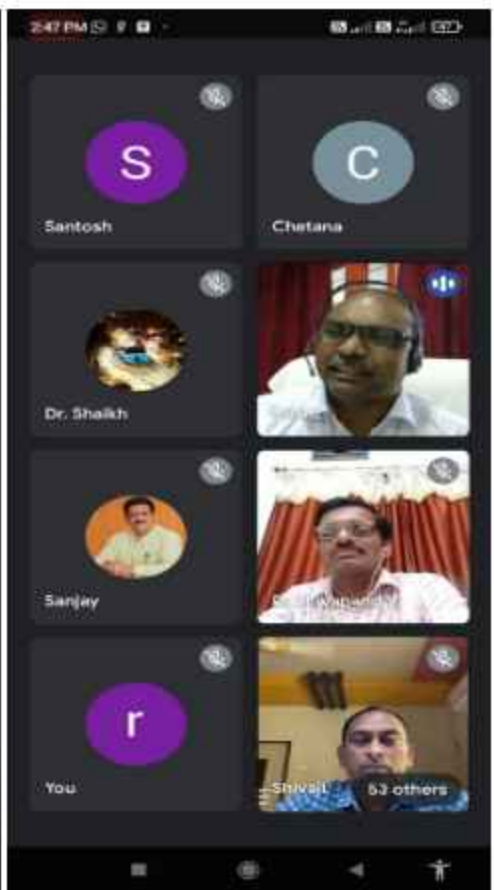 2:47 PM
S
C
Santosh
Chetana
Dr. Shaikh
Sanjay
r
You
Shivaji
53 others